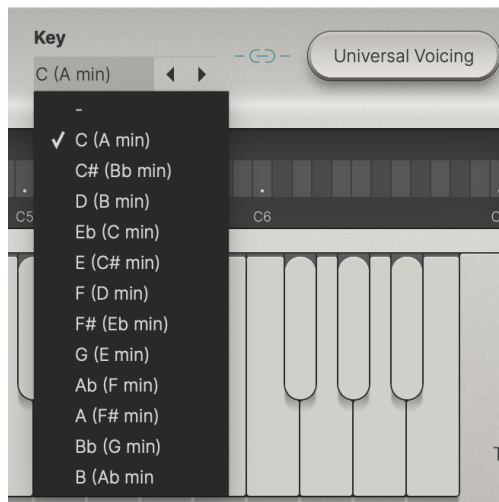 Key
C (A min)
Universal Voicing
-
✓ C (A min)
C# (Bb min)
D (B min)
Eb (C min)
E (C# min)
F (D min)
F# (Eb min)
G (E min)
Ab (F min)
A (F# min)
Bb (G min)
B (Ab min
C5
C6
C
T